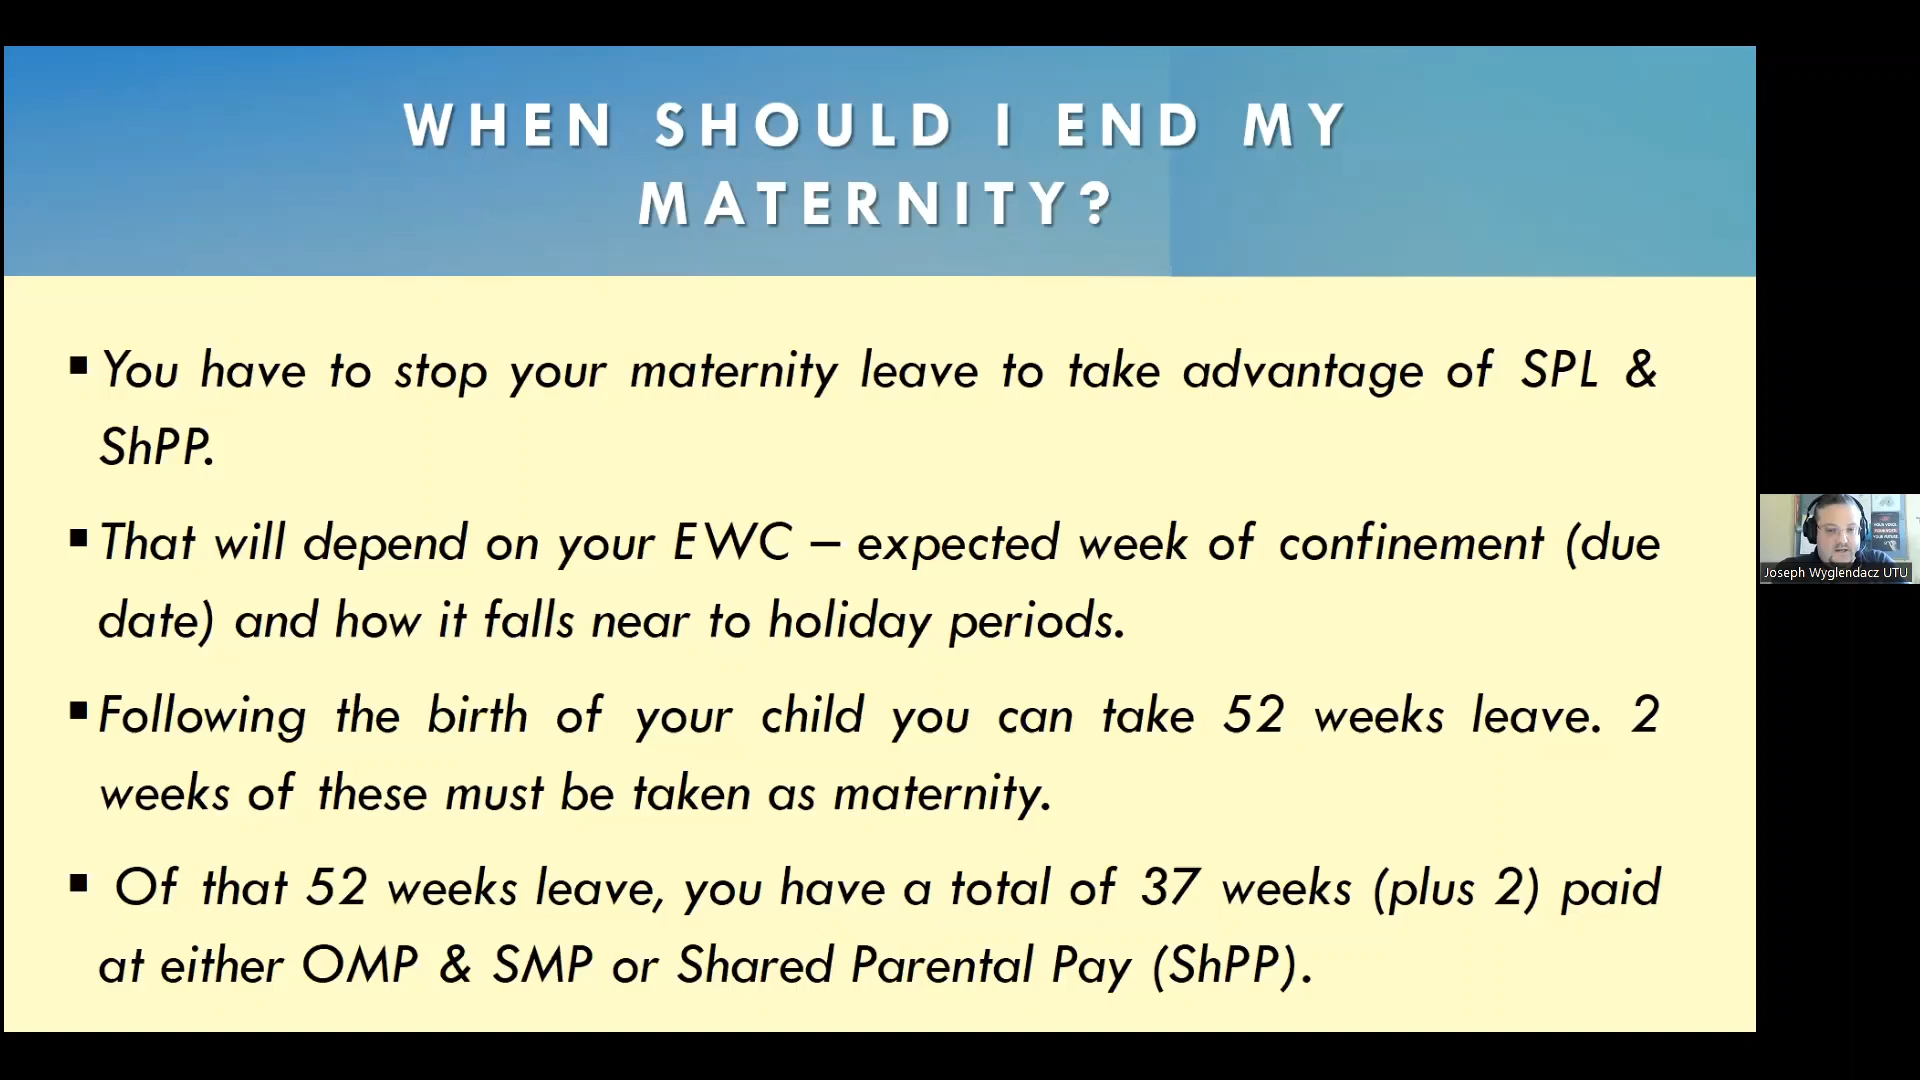 WHEN SHOULD I END MY
MATERNITY?
▪ You have to stop your maternity leave to take advantage of SPL &
ShPP.
▪ That will depend on your EWC – expected week of confinement (due
date) and how it falls near to holiday periods.
▪ Following the birth of your child you can take 52 weeks leave. 2
weeks of these must be taken as maternity.
▪ Of that 52 weeks leave, you have a total of 37 weeks (plus 2) paid
at either OMP & SMP or Shared Parental Pay (ShPP).
Joseph Wyglendacz UTU